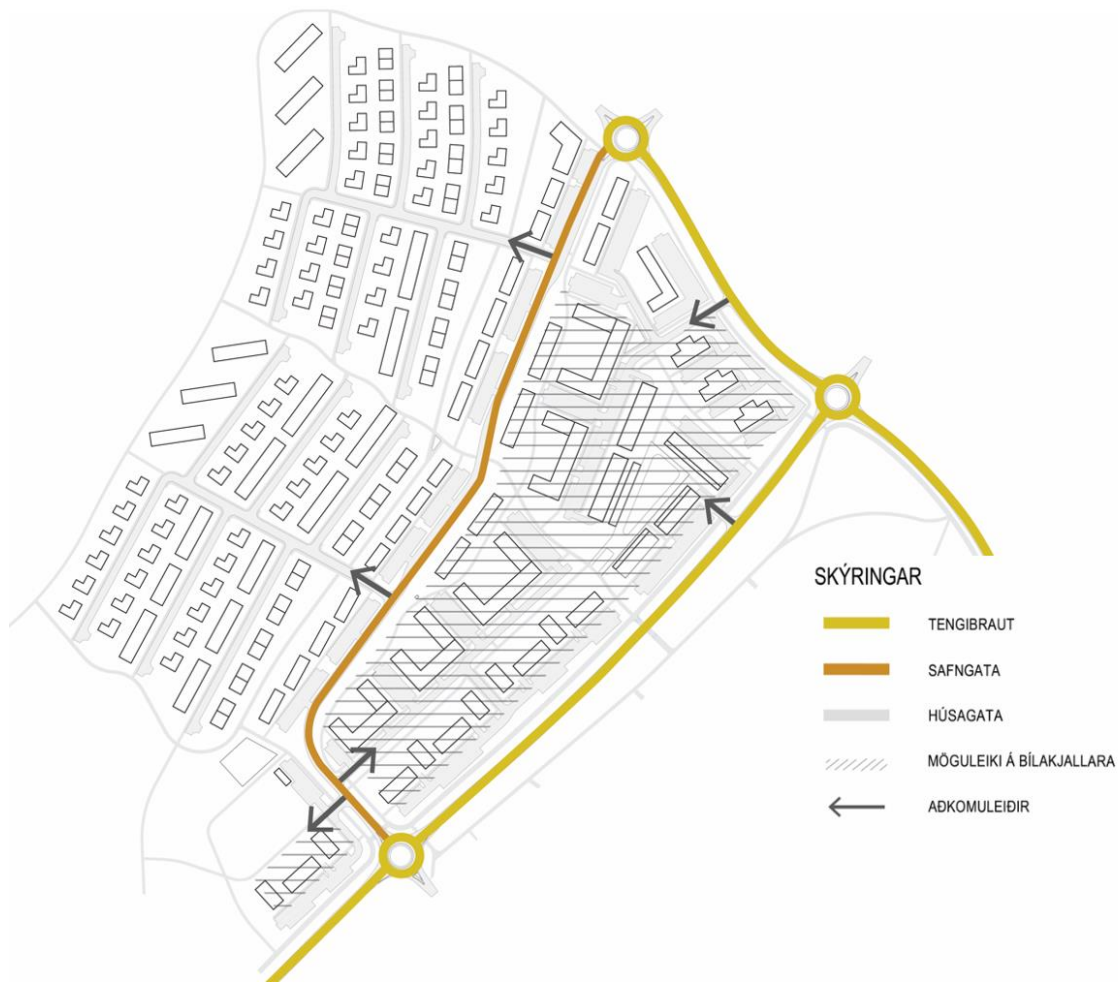 SKÝRINGAR
TENGIBRAUT
SAFNGATA
HÚSAGATA
MÖGULEIKI Á BÍLAKJALLARA
AÐKOMULEIÐIR